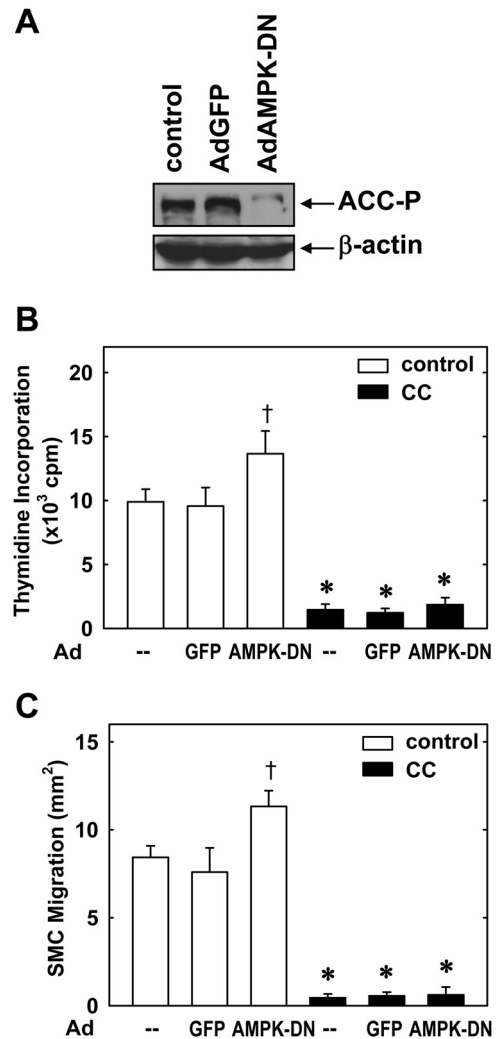 A
control
AdGFP
AdAMPK-DN
ACC-P
β-actin
B
Thymidine Incorporation
(x10³ cpm)
20
15
10
5
0
control
CC
†
* * *
Ad -- GFP AMPK-DN -- GFP AMPK-DN
C
SMC Migration (mm²)
15
10
5
0
control
CC
†
* * *
Ad -- GFP AMPK-DN -- GFP AMPK-DN